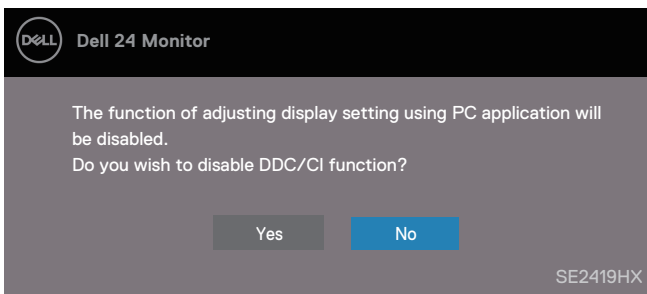 DELL Dell 24 Monitor
The function of adjusting display setting using PC application will
be disabled.
Do you wish to disable DDC/CI function?
Yes No
SE2419HX